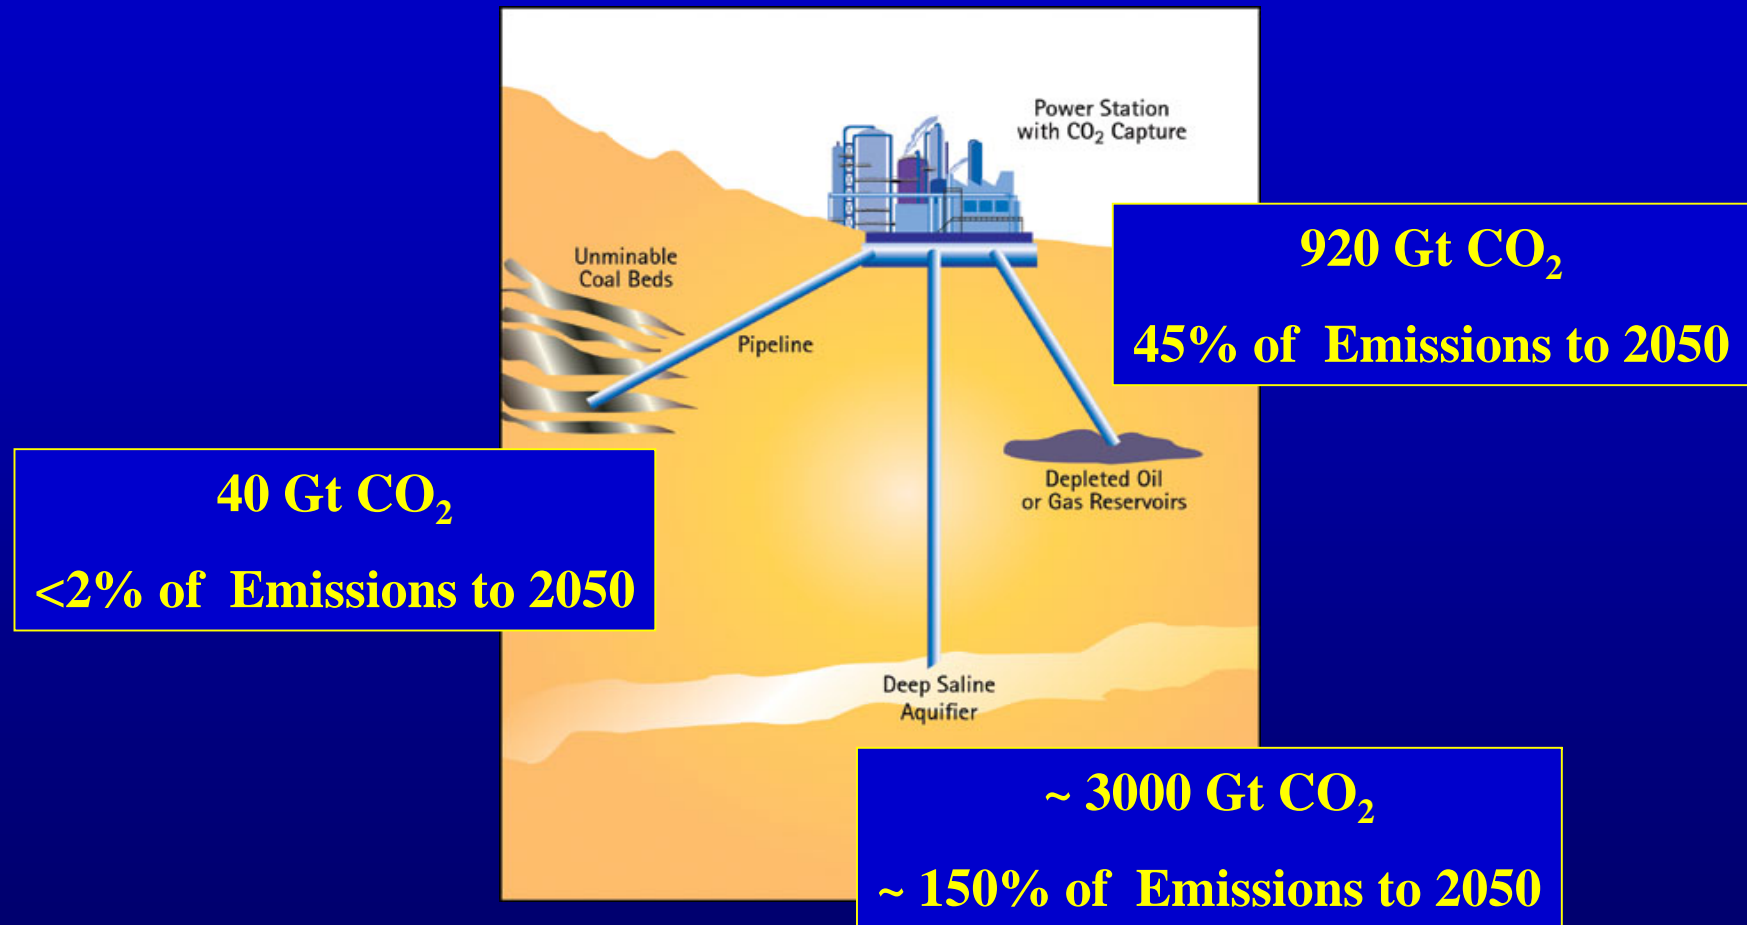 Power Station
with CO₂ Capture
920 Gt CO₂
45% of Emissions to 2050
Unminable
Coal Beds
Pipeline
40 Gt CO₂
<2% of Emissions to 2050
Depleted Oil
or Gas Reservoirs
Deep Saline
Aquifier
~ 3000 Gt CO₂
~ 150% of Emissions to 2050